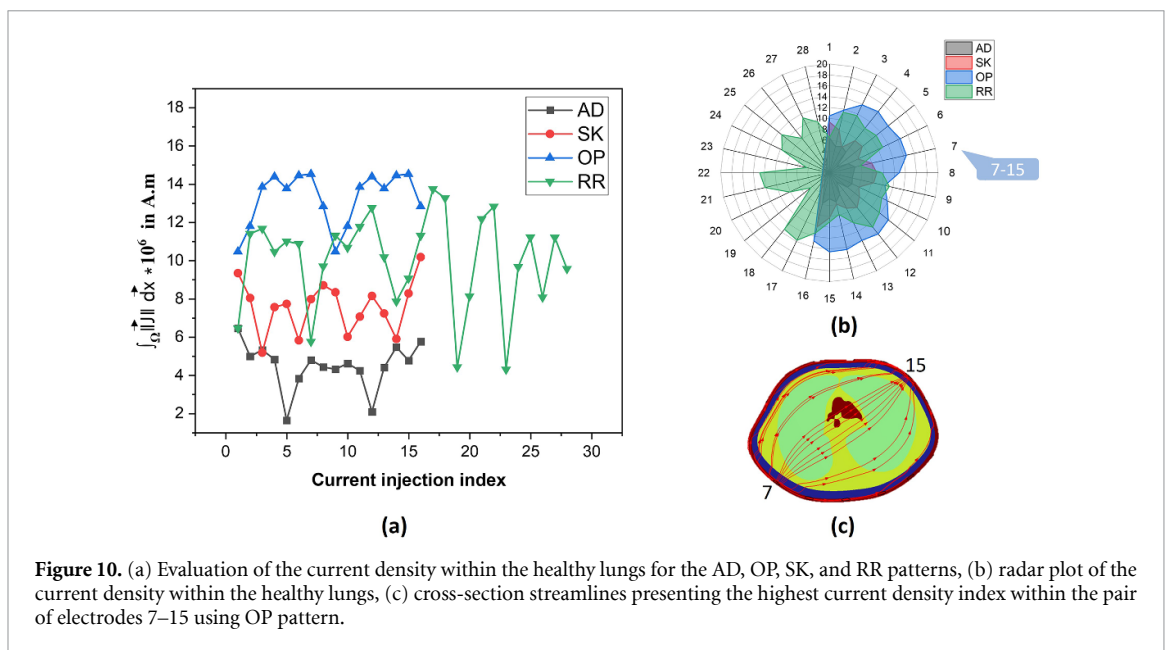 18
16
14
12
10
8
6
4
2
0 5 10 15 20 25 30
∫Ω‖J⃗‖ dx⃗ *10⁶ in A.m
Current injection index
AD
SK
OP
RR
(a)
1
2
3
4
5
6
7
8
9
10
11
12
13
14
15
16
17
18
19
20
21
22
23
24
25
26
27
28
20
18
16
14
12
10
8
6
AD
SK
OP
RR
7-15
(b)
15
7
(c)
Figure 10. (a) Evaluation of the current density within the healthy lungs for the AD, OP, SK, and RR patterns, (b) radar plot of the
current density within the healthy lungs, (c) cross-section streamlines presenting the highest current density index within the pair
of electrodes 7–15 using OP pattern.